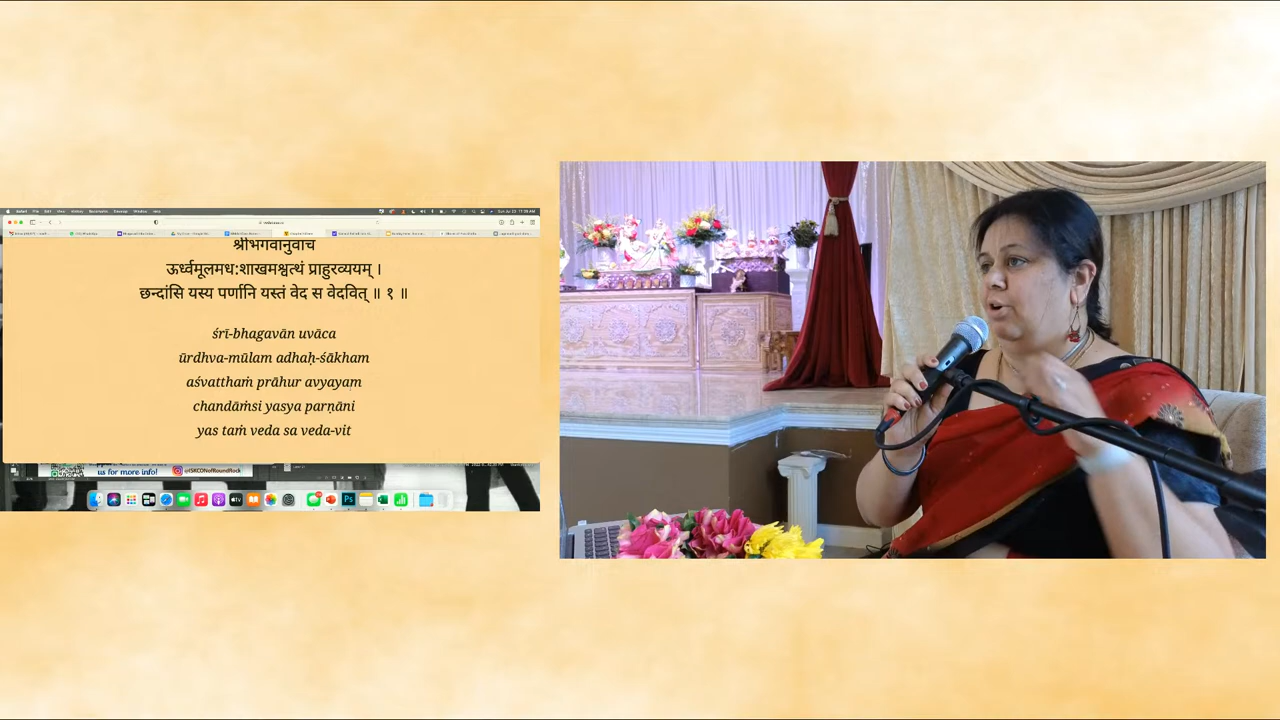 श्रीभगवानुवाच
ऊर्ध्वमूलमध:शाखमश्वत्थं प्राहुरव्ययम् ।
छन्दांसि यस्य पर्णानि यस्तं वेद स वेदवित् ॥ १ ॥
śrī-bhagavān uvāca
ūrdhva-mūlam adhaḥ-śākham
aśvatthaṁ prāhur avyayam
chandāṁsi yasya parṇāni
yas taṁ veda sa veda-vit
us for more info!
@ISKCONofRoundRock